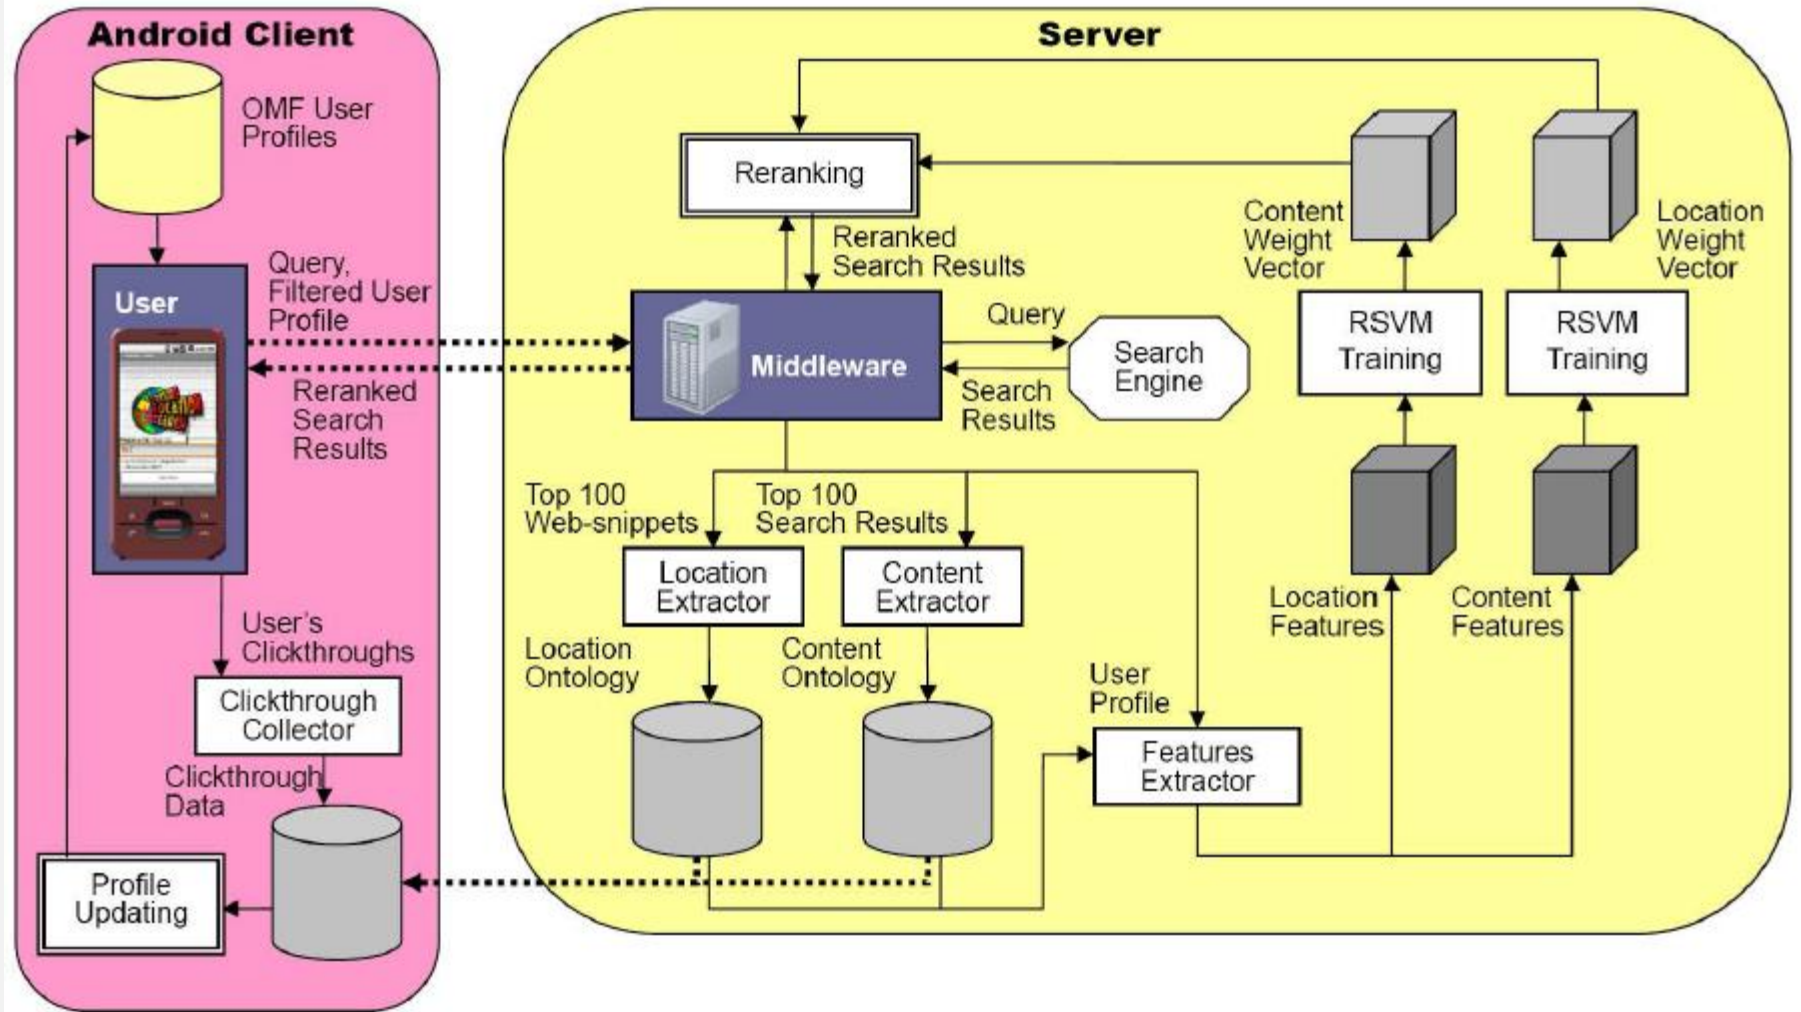 Android Client
OMF User
Profiles
Query,
Filtered User
Profile
User
Reranked
Search
Results
User's
Clickthroughs
Clickthrough
Collector
Clickthrough
Data
Profile
Updating
Server
Reranking
Reranked
Search Results
Middleware
Query
Search
Results
Search
Engine
Content
Weight
Vector
Location
Weight
Vector
RSVM
Training
RSVM
Training
Top 100
Web-snippets
Top 100
Search Results
Location
Extractor
Content
Extractor
Location
Ontology
Content
Ontology
User
Profile
Features
Extractor
Location
Features
Content
Features